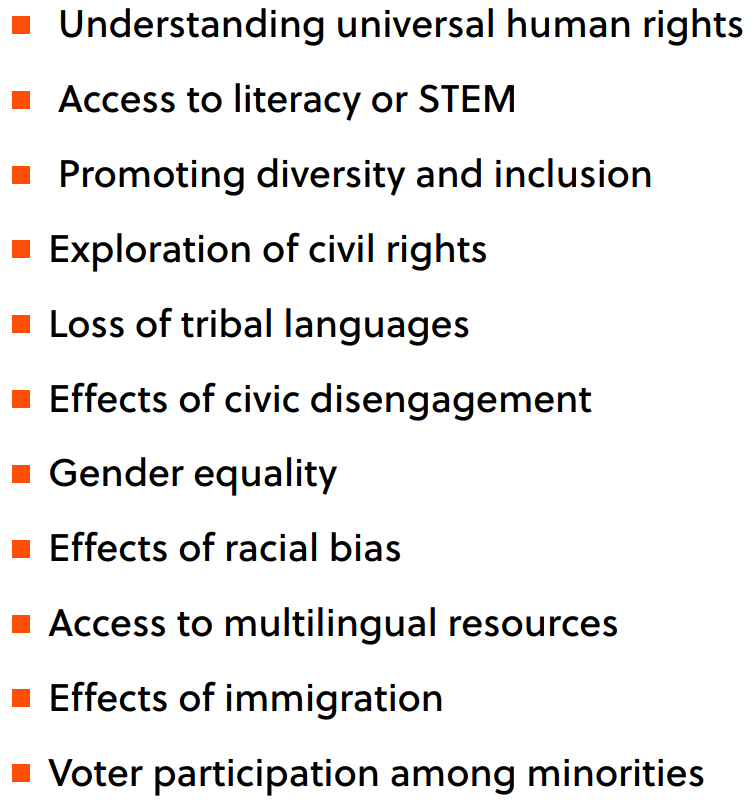 Understanding universal human rights
Access to literacy or STEM
Promoting diversity and inclusion
Exploration of civil rights
Loss of tribal languages
Effects of civic disengagement
Gender equality
Effects of racial bias
Access to multilingual resources
Effects of immigration
Voter participation among minorities